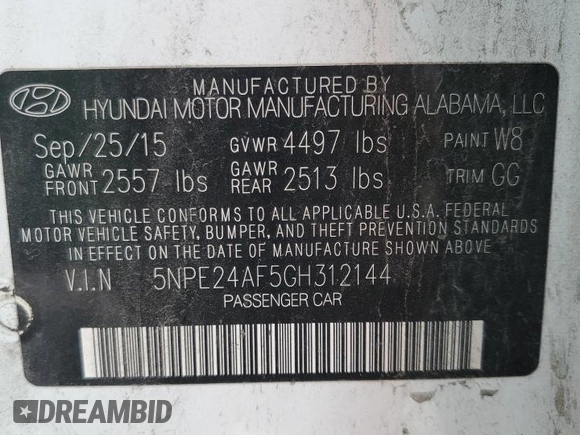 MANUFACTURED BY
HYUNDAI MOTOR MANUFACTURING ALABAMA, LLC
Sep/25/15 GVWR 4497 lbs PAINT W8
GAWR FRONT 2557 lbs GAWR REAR 2513 lbs TRIM GG
THIS VEHICLE CONFORMS TO ALL APPLICABLE U.S.A. FEDERAL
MOTOR VEHICLE SAFETY, BUMPER, AND THEFT PREVENTION STANDARDS
IN EFFECT ON THE DATE OF MANUFACTURE SHOWN ABOVE.
V.I.N 5NPE24AF5GH312144
PASSENGER CAR
DREAMBID